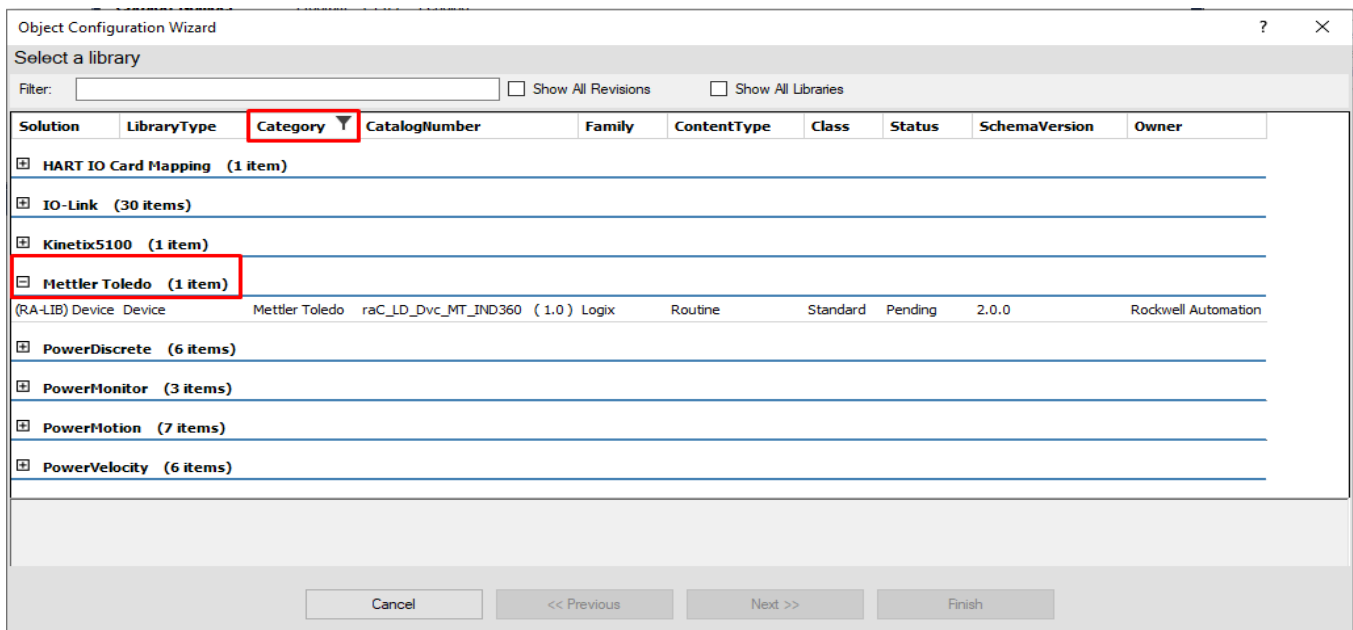 Object Configuration Wizard ?
Select a library
Filter: Show All Revisions Show All Libraries
Solution LibraryType Category CatalogNumber Family ContentType Class Status SchemaVersion Owner
HART IO Card Mapping (1 item)
IO-Link (30 items)
Kinetix5100 (1 item)
Mettler Toledo (1 item)
(RA-LIB) Device Device Mettler Toledo raC_LD_Dvc_MT_IND360 ( 1.0 ) Logix Routine Standard Pending 2.0.0 Rockwell Automation
PowerDiscrete (6 items)
PowerMonitor (3 items)
PowerMotion (7 items)
PowerVelocity (6 items)
Cancel << Previous Next >> Finish